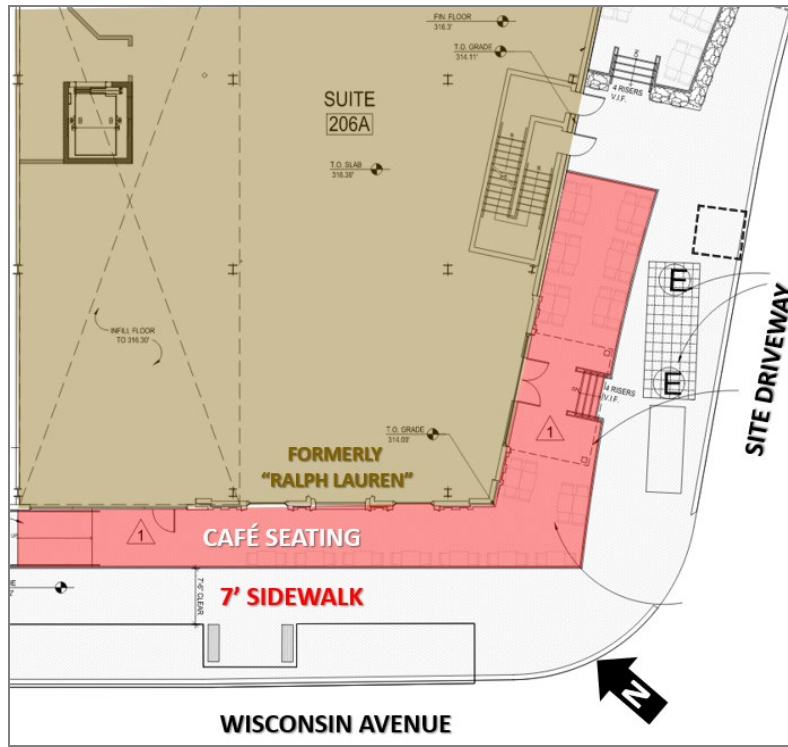 FIN. FLOOR
316.3'
T.O. GRADE
314.11'
DN
4 RISERS
V.I.F.
SUITE
206A
T.O. SLAB
316.38'
E
INFILL FLOOR
TO 316.30'
E
SITE DRIVEWAY
4 RISERS
V.I.F.
T.O. GRADE
314.09'
1
FORMERLY
"RALPH LAUREN"
1
CAFÉ SEATING
7'-6" CLEAR
7' SIDEWALK
N
WISCONSIN AVENUE